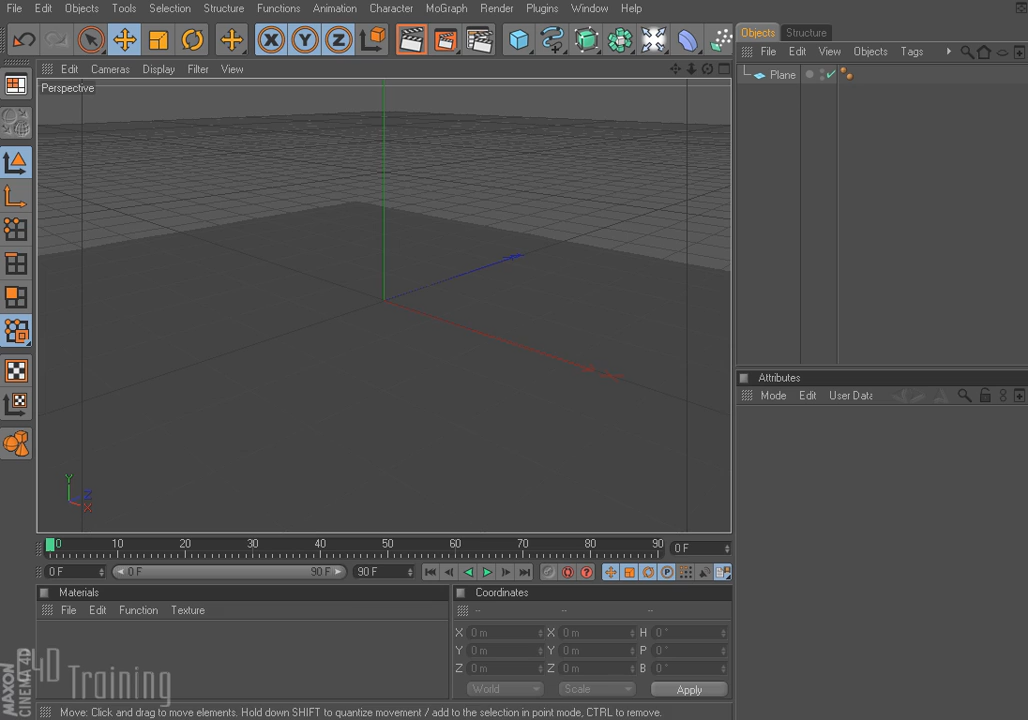 File Edit Objects Tools Selection Structure Functions Animation Character MoGraph Render Plugins Window Help
X Y Z
Edit Cameras Display Filter View
Perspective
Y
Z
X
Objects Structure
File Edit View Objects Tags
Plane
Attributes
Mode Edit User Data
0 10 20 30 40 50 60 70 80 90 0 F
0 F 0 F 90 F 90 F
Materials
File Edit Function Texture
Coordinates
-- -- --
X 0 m X 0 m H 0 °
Y 0 m Y 0 m P 0 °
Z 0 m Z 0 m B 0 °
World Scale Apply
MAXON
CINEMA 4D
C4D
Training
Move: Click and drag to move elements. Hold down SHIFT to quantize movement / add to the selection in point mode, CTRL to remove.